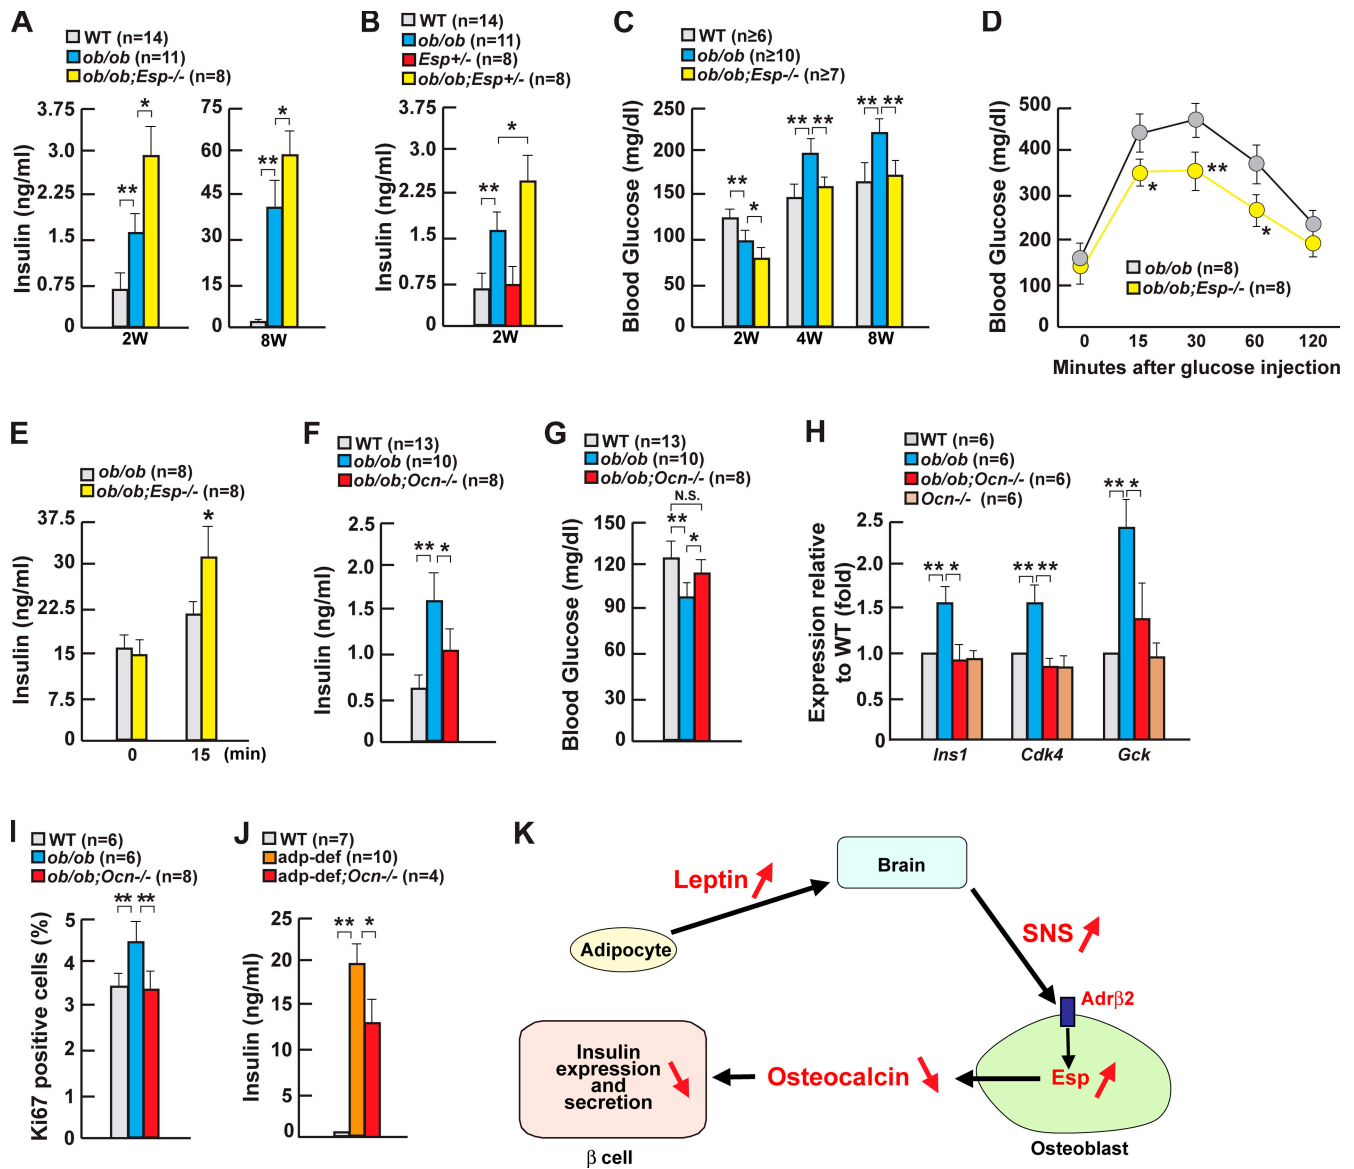 A
WT (n=14)
ob/ob (n=11)
ob/ob;Esp-/- (n=8)
Insulin (ng/ml)
3.75
3.0
2.25
1.5
0.75
0
**
*
2W
75
60
45
30
15
0
**
*
8W
B
WT (n=14)
ob/ob (n=11)
Esp+/- (n=8)
ob/ob;Esp+/- (n=8)
Insulin (ng/ml)
3.75
3.0
2.25
1.5
0.75
0
**
*
2W
C
WT (n≥6)
ob/ob (n≥10)
ob/ob;Esp-/- (n≥7)
Blood Glucose (mg/dl)
250
200
150
100
50
0
** *
** **
** **
2W 4W 8W
D
Blood Glucose (mg/dl)
500
400
300
200
100
0
*
**
*
ob/ob (n=8)
ob/ob;Esp-/- (n=8)
0 15 30 60 120
Minutes after glucose injection
E
ob/ob (n=8)
ob/ob;Esp-/- (n=8)
Insulin (ng/ml)
37.5
30
22.5
15
7.5
0
*
0 15 (min)
F
WT (n=13)
ob/ob (n=10)
ob/ob;Ocn-/- (n=8)
Insulin (ng/ml)
2.5
2.0
1.5
1.0
0.5
0
** *
G
WT (n=13)
ob/ob (n=10)
ob/ob;Ocn-/- (n=8)
Blood Glucose (mg/dl)
150
120
90
60
30
0
N.S.
**
*
H
WT (n=6)
ob/ob (n=6)
ob/ob;Ocn-/- (n=6)
Ocn-/- (n=6)
Expression relative
to WT (fold)
2.5
2.0
1.5
1.0
0.5
0
** *
** **
** *
Ins1 Cdk4 Gck
I
WT (n=6)
ob/ob (n=6)
ob/ob;Ocn-/- (n=8)
Ki67 positive cells (%)
5
4
3
2
1
0
** **
J
WT (n=7)
adp-def (n=10)
adp-def;Ocn-/- (n=4)
Insulin (ng/ml)
25
20
15
10
5
0
** *
K
Leptin
Brain
Adipocyte
SNS
Adrβ2
Esp
Osteoblast
Osteocalcin
Insulin
expression
and
secretion
β cell